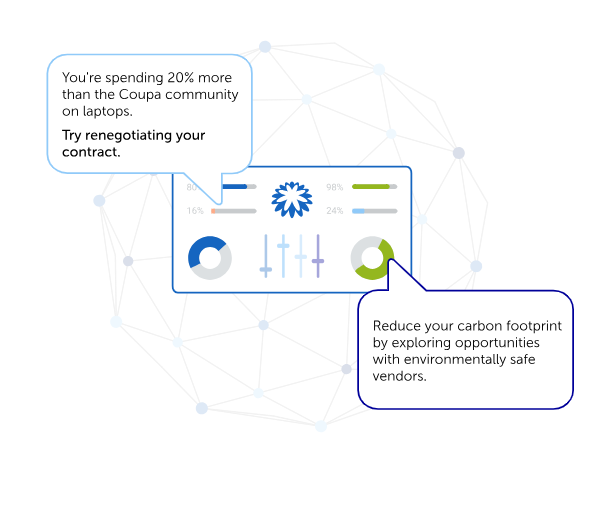 You're spending 20% more
than the Coupa community
on laptops.
Try renegotiating your
contract.
98%
16%
24%
Reduce your carbon footprint
by exploring opportunities
with environmentally safe
vendors.